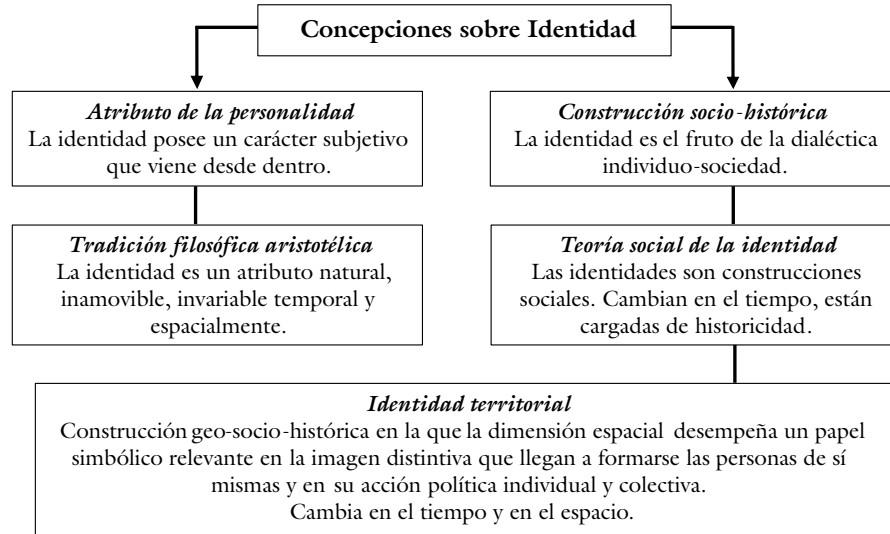 Concepciones sobre Identidad
Atributo de la personalidad
La identidad posee un carácter subjetivo
que viene desde dentro.
Construcción socio-histórica
La identidad es el fruto de la dialéctica
individuo-sociedad.
Tradición filosófica aristotélica
La identidad es un atributo natural,
inamovible, invariable temporal y
espacialmente.
Teoría social de la identidad
Las identidades son construcciones
sociales. Cambian en el tiempo, están
cargadas de historicidad.
Identidad territorial
Construcción geo-socio-histórica en la que la dimensión espacial desempeña un papel
simbólico relevante en la imagen distintiva que llegan a formarse las personas de sí
mismas y en su acción política individual y colectiva.
Cambia en el tiempo y en el espacio.